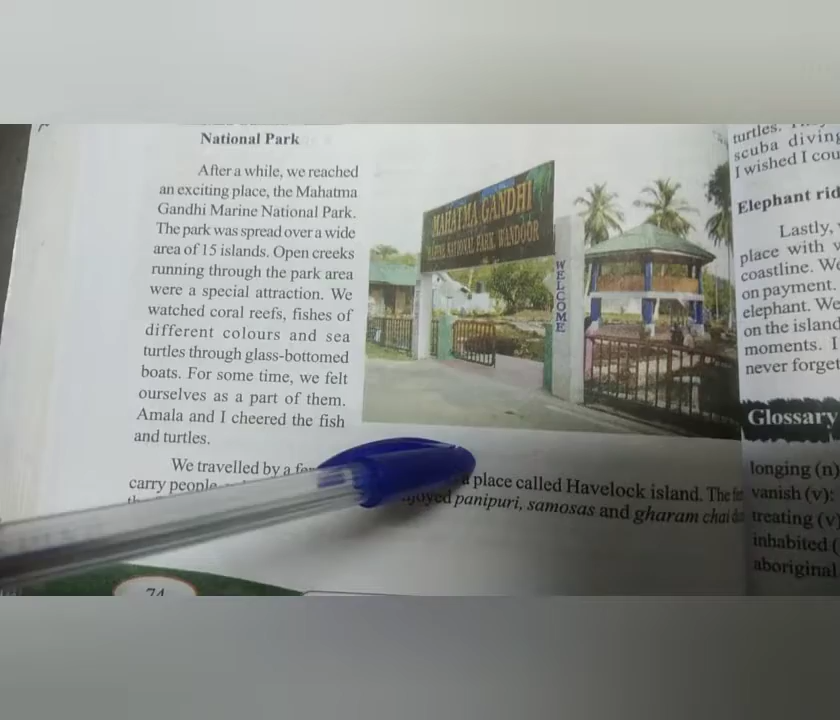 National Park
After a while, we reached
an exciting place, the Mahatma
Gandhi Marine National Park.
The park was spread over a wide
area of 15 islands. Open creeks
running through the park area
were a special attraction. We
watched coral reefs, fishes of
different colours and sea
turtles through glass-bottomed
boats. For some time, we felt
ourselves as a part of them.
Amala and I cheered the fish
and turtles.
We travelled by a
carry people
a place called Havelock island. The
panipuri, samosas and gharam chai
74
MAHATMA GANDHI
MARINE NATIONAL PARK, WANDOOR
WELCOME
turtles.
scuba diving
I wished I
Elephant
Lastly,
place with
coastline.
on payment.
elephant.
on the island
moments. I
never forget
Glossary
longing (n)
vanish (v):
treating (v)
inhabited (
aboriginal